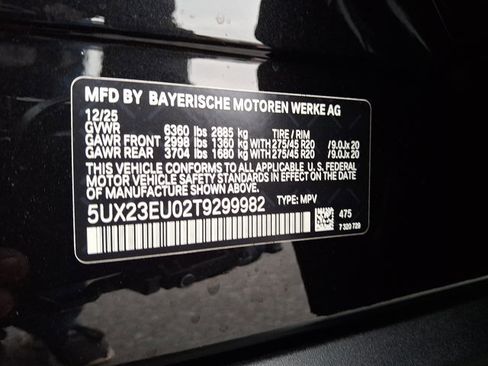 MFD BY BAYERISCHE MOTOREN WERKE AG
12/25
GVWR 6360 lbs 2885 kg TIRE / RIM
GAWR FRONT 2998 lbs 1360 kg WITH 275/45 R20 / 9.0Jx 20
GAWR REAR 3704 lbs 1680 kg WITH 275/45 R20 / 9.0Jx 20
THIS VEHICLE CONFORMS TO ALL APPLICABLE U.S.
MOTOR VEHICLE SAFETY STANDARDS IN EFFECT ON THE DATE
OF MANUFACTURE SHOWN ABOVE.
5UX23EU02T9299982 TYPE: MPV
475
7 320 729